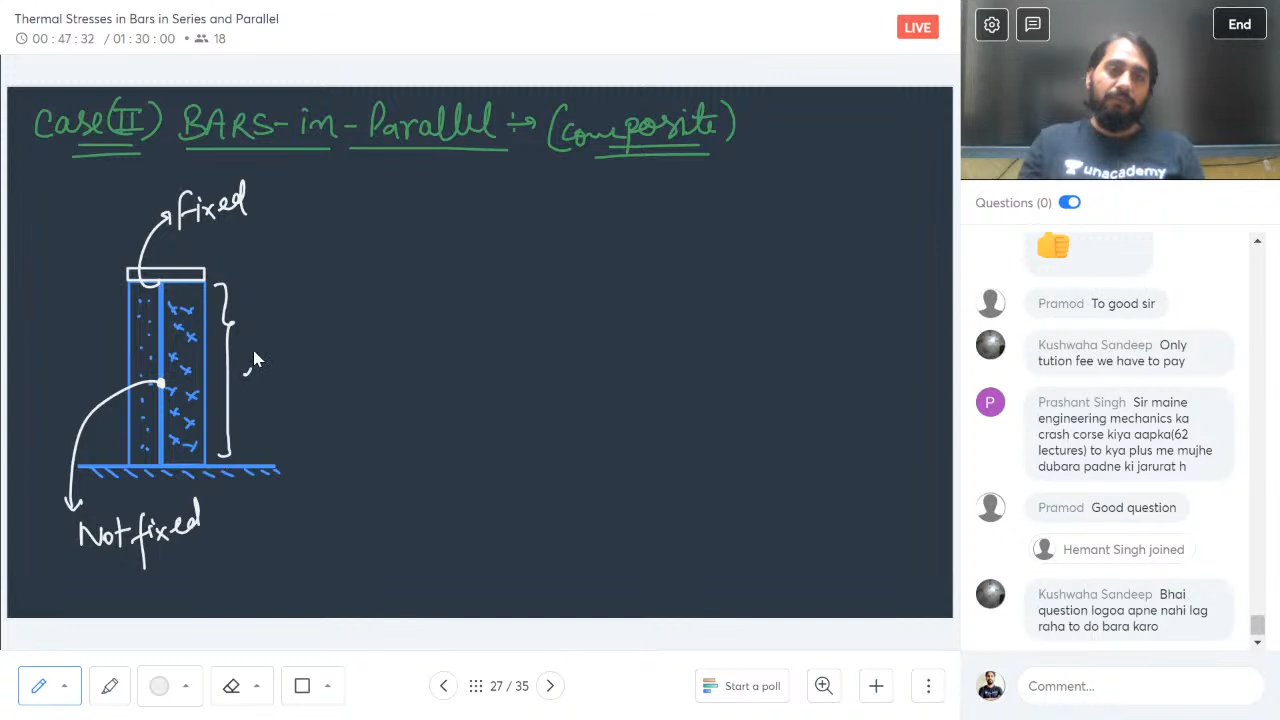 Thermal Stresses in Bars in Series and Parallel
00 : 47 : 32 / 01 : 30 : 00 • 18
LIVE
End
unacademy
Case(II) BARS-in-Parallel :→ (composite)
Fixed
Not fixed
Questions (0)
Pramod To good sir
Kushwaha Sandeep Only
tution fee we have to pay
P
Prashant Singh Sir maine
engineering mechanics ka
crash corse kiya aapka(62
lectures) to kya plus me mujhe
dubara padne ki jarurat h
Pramod Good question
Hemant Singh joined
Kushwaha Sandeep Bhai
question logoa apne nahi lag
raha to do bara karo
27 / 35
Start a poll
Comment...